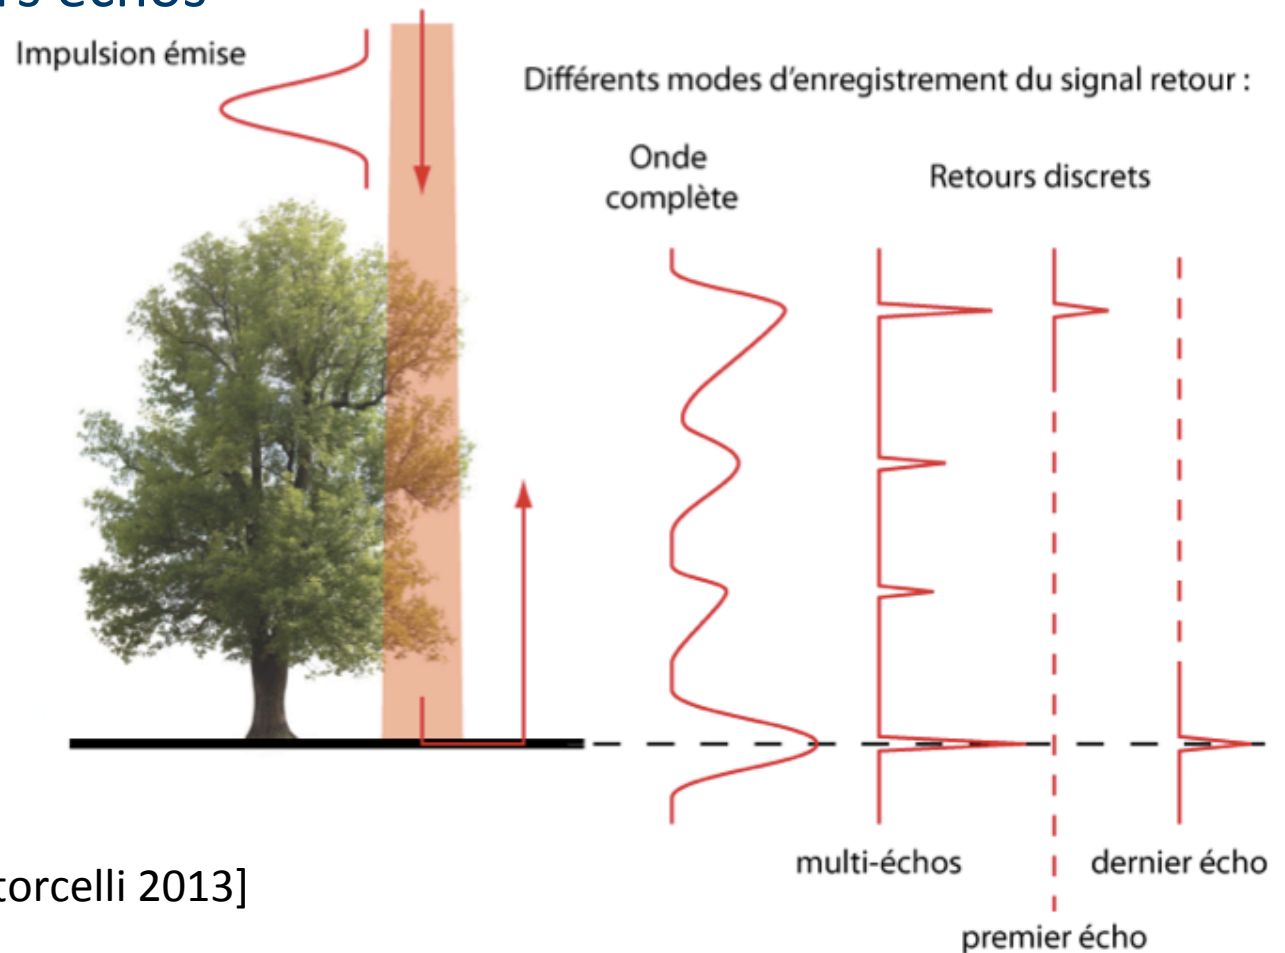 échos
Impulsion émise
Différents modes d'enregistrement du signal retour :
Onde
complète
Retours discrets
multi-échos
dernier écho
premier écho
2013]